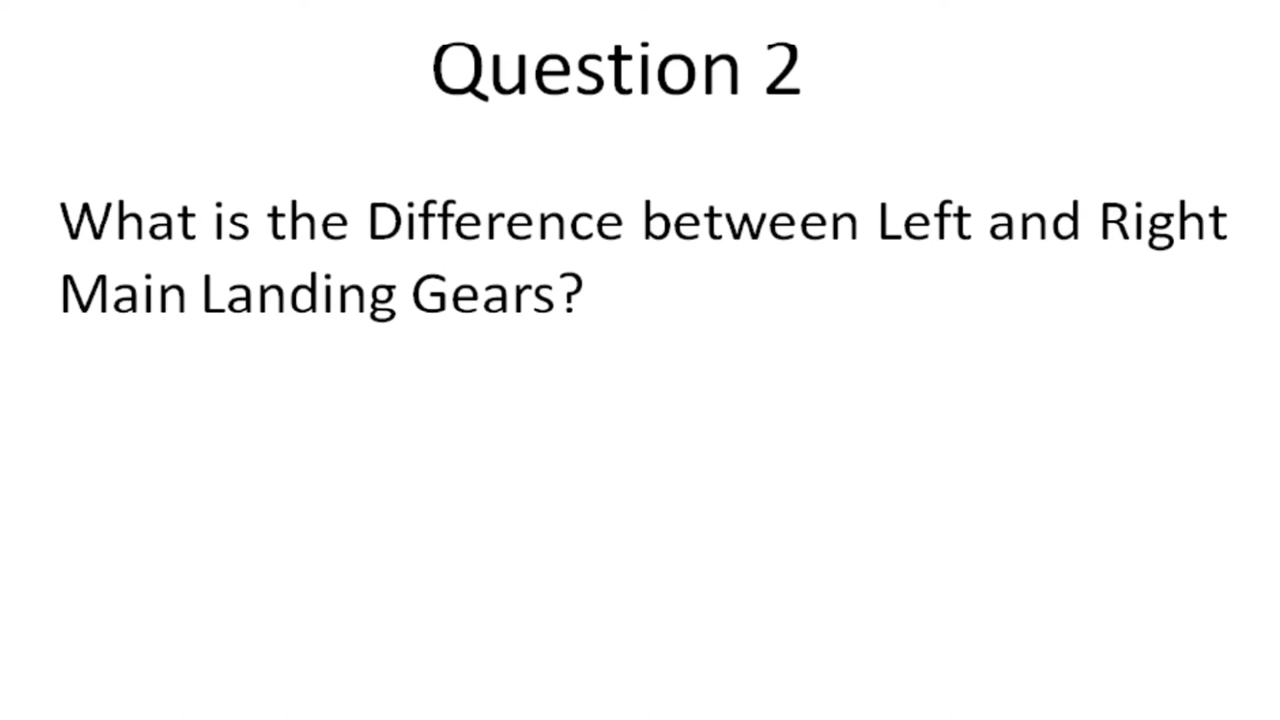 Question 2
What is the Difference between Left and Right
Main Landing Gears?